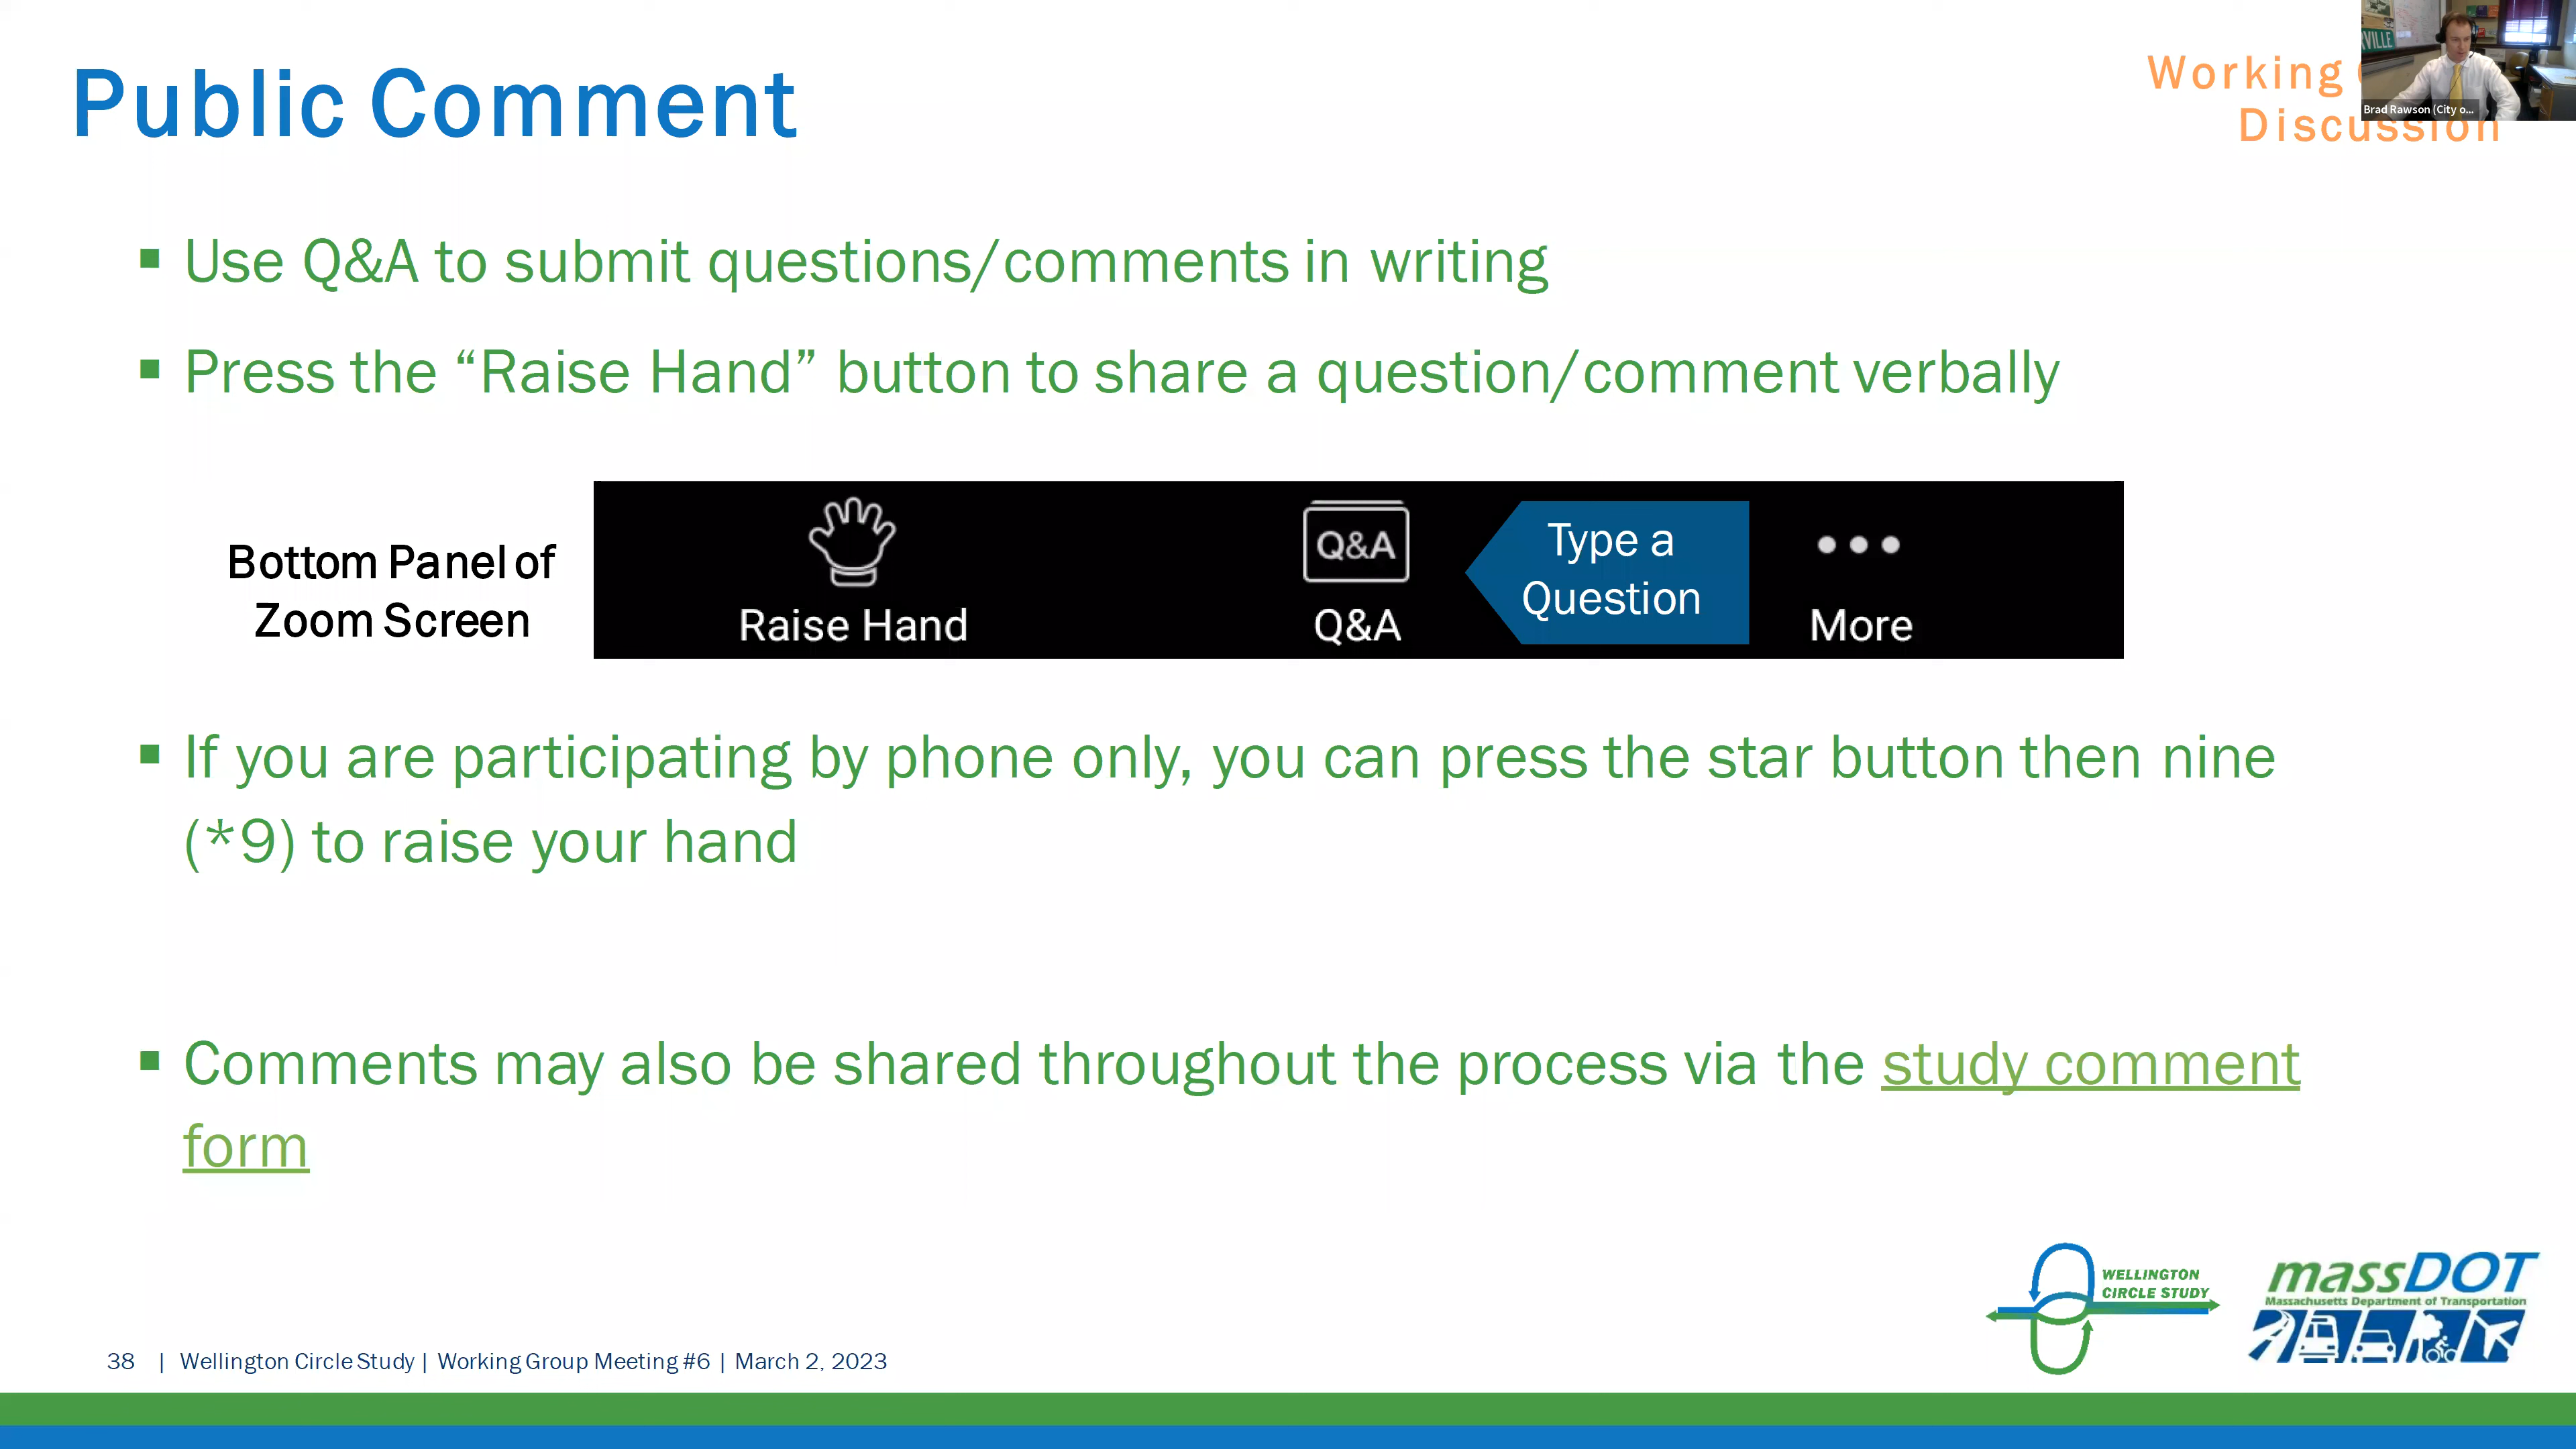 Public Comment
Working
Discussion
VILLE
Brad Rawson (City o...
▪ Use Q&A to submit questions/comments in writing
▪ Press the “Raise Hand” button to share a question/comment verbally
Bottom Panel of
Zoom Screen
Raise Hand
Q&A
Q&A
Type a
Question
More
▪ If you are participating by phone only, you can press the star button then nine
(*9) to raise your hand
▪ Comments may also be shared throughout the process via the study comment
form
WELLINGTON
CIRCLE STUDY
massDOT
Massachusetts Department of Transportation
38 | Wellington Circle Study | Working Group Meeting #6 | March 2, 2023